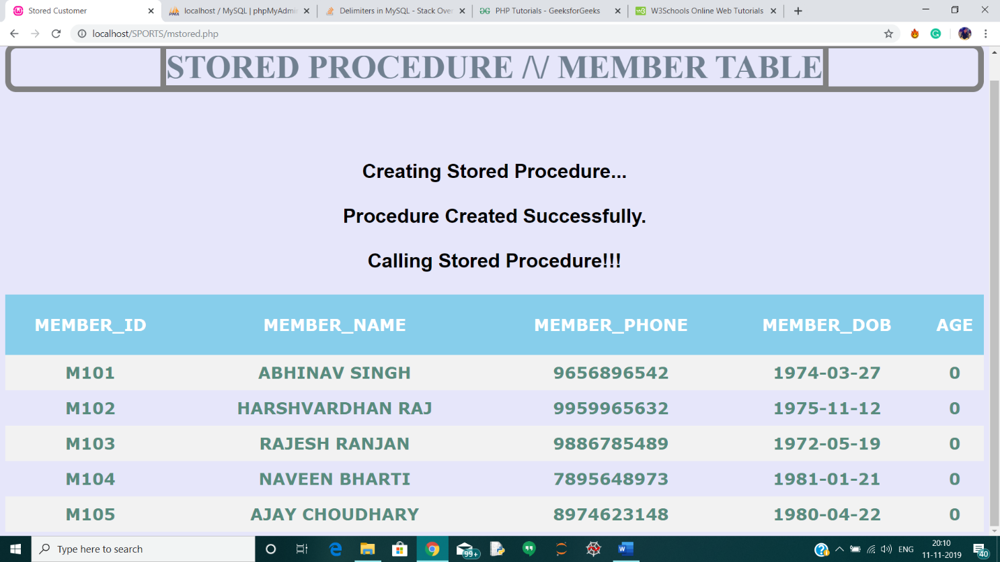 Stored Customer
localhost / MySQL | phpMyAdmi
Delimiters in MySQL - Stack Over
PHP Tutorials - GeeksforGeeks
W3Schools Online Web Tutorials
localhost/SPORTS/mstored.php
STORED PROCEDURE /\/ MEMBER TABLE
Creating Stored Procedure...
Procedure Created Successfully.
Calling Stored Procedure!!!
MEMBER_ID MEMBER_NAME MEMBER_PHONE MEMBER_DOB AGE
M101 ABHINAV SINGH 9656896542 1974-03-27 0
M102 HARSHVARDHAN RAJ 9959965632 1975-11-12 0
M103 RAJESH RANJAN 9886785489 1972-05-19 0
M104 NAVEEN BHARTI 7895648973 1981-01-21 0
M105 AJAY CHOUDHARY 8974623148 1980-04-22 0
Type here to search
99+
ENG
20:10
11-11-2019
40